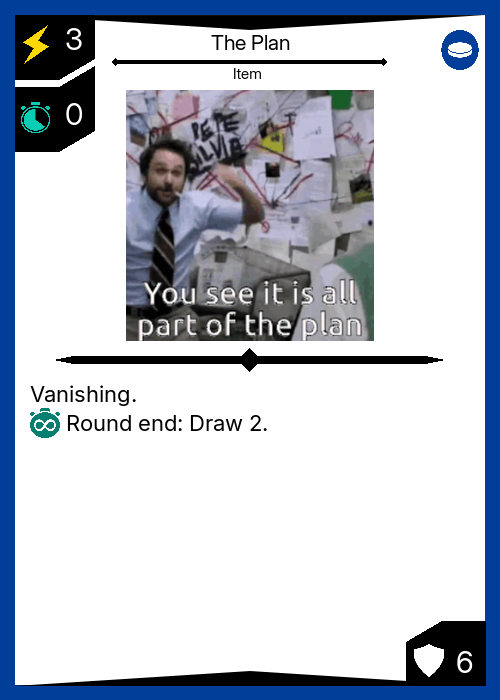 3
The Plan
Item
0
PEPE
SILVIA
You see it is all
part of the plan
Vanishing.
Round end: Draw 2.
6